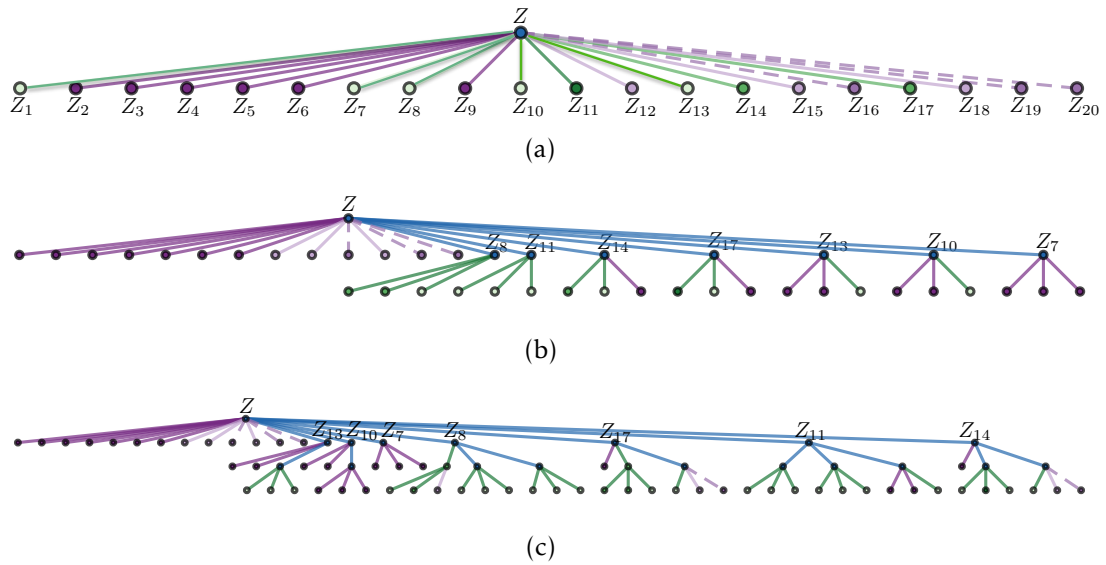 Z
Z₁ Z₂ Z₃ Z₄ Z₅ Z₆ Z₇ Z₈ Z₉ Z₁₀ Z₁₁ Z₁₂ Z₁₃ Z₁₄ Z₁₅ Z₁₆ Z₁₇ Z₁₈ Z₁₉ Z₂₀
(a)
Z
Z₈ Z₁₁ Z₁₄ Z₁₇ Z₁₃ Z₁₀ Z₇
(b)
Z
Z₁₃ Z₁₀ Z₇ Z₈ Z₁₇ Z₁₁ Z₁₄
(c)